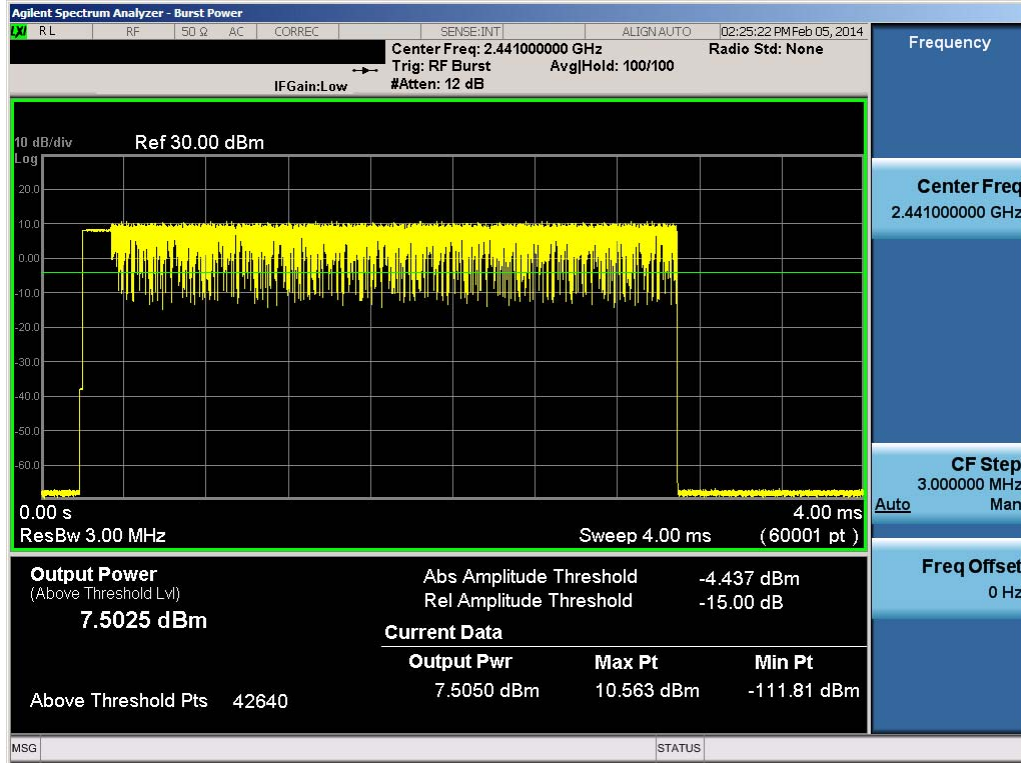 Agilent Spectrum Analyzer - Burst Power
LXI RL RF 50 Ω AC CORREC SENSE:INT ALIGN AUTO 02:25:22 PM Feb 05, 2014
Center Freq: 2.441000000 GHz Radio Std: None
Trig: RF Burst Avg|Hold: 100/100
IFGain:Low #Atten: 12 dB
10 dB/div Ref 30.00 dBm
Log
20.0
10.0
0.00
-10.0
-20.0
-30.0
-40.0
-50.0
-60.0
0.00 s 4.00 ms
ResBw 3.00 MHz Sweep 4.00 ms (60001 pt)
Output Power
(Above Threshold Lvl)
7.5025 dBm
Above Threshold Pts 42640
Abs Amplitude Threshold -4.437 dBm
Rel Amplitude Threshold -15.00 dB
Current Data
Output Pwr Max Pt Min Pt
7.5050 dBm 10.563 dBm -111.81 dBm
MSG STATUS
Frequency
Center Freq
2.441000000 GHz
CF Step
3.000000 MHz
Auto Man
Freq Offset
0 Hz